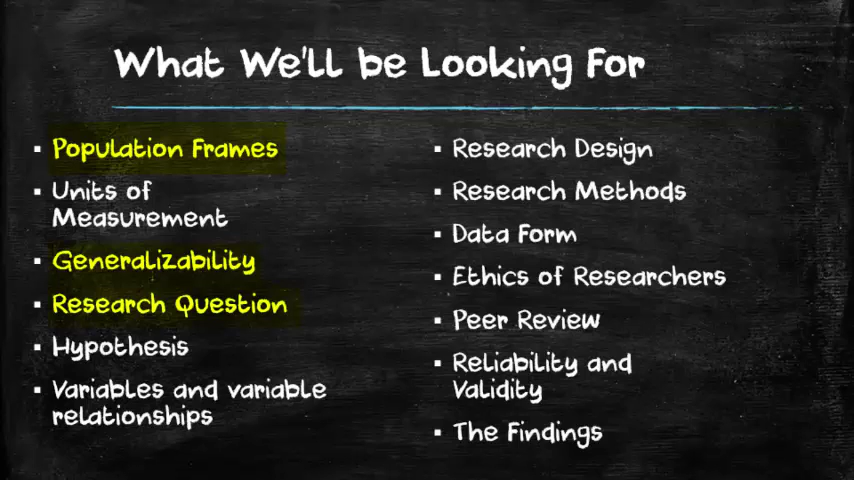 What We'll be Looking For
▪ Population Frames
▪ Units of
Measurement
▪ Generalizability
▪ Research Question
▪ Hypothesis
▪ Variables and variable
relationships
▪ Research Design
▪ Research Methods
▪ Data Form
▪ Ethics of Researchers
▪ Peer Review
▪ Reliability and
Validity
▪ The Findings